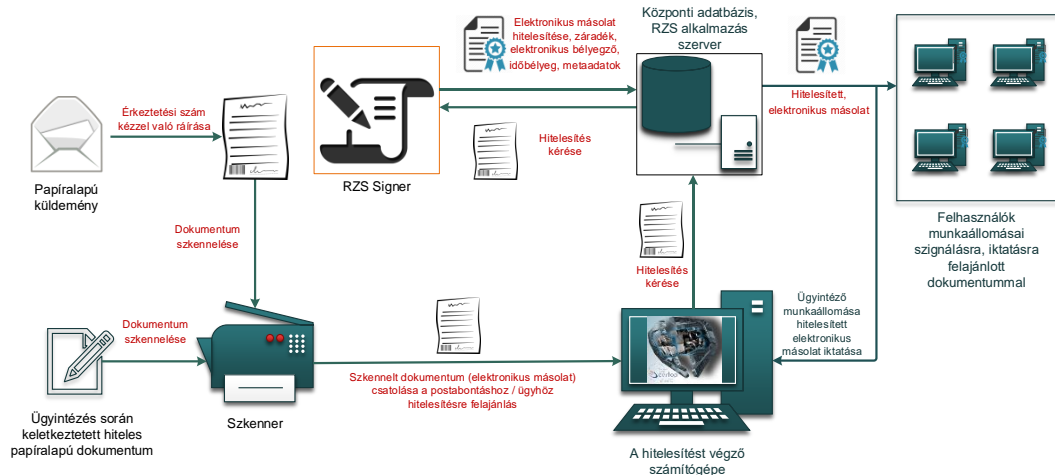 Elektronikus másolat
hitelesítése, záradék,
elektronikus bélyegző,
időbélyeg, metaadatok
Központi adatbázis,
RZS alkalmazás
szerver
Érkeztetési szám
kézzel való ráírása
Hitelesítés
kérése
Hitelesített,
elektronikus másolat
Papíralapú
küldemény
RZS Signer
Felhasználók
munkaállomásai
szignálásra, iktatásra
felajánlott
dokumentummal
Dokumentum
szkennelése
Hitelesítés
kérése
Dokumentum
szkennelése
Ügyintéző
munkaállomása
hitelesített
elektronikus
másolat iktatása
Szkennelt dokumentum (elektronikus másolat)
csatolása a postabontáshoz / ügyhöz
hitelesítésre felajánlás
Ügyintézés során
keletkeztetett hiteles
papíralapú dokumentum
Szkenner
A hitelesítést végző
számítógépe